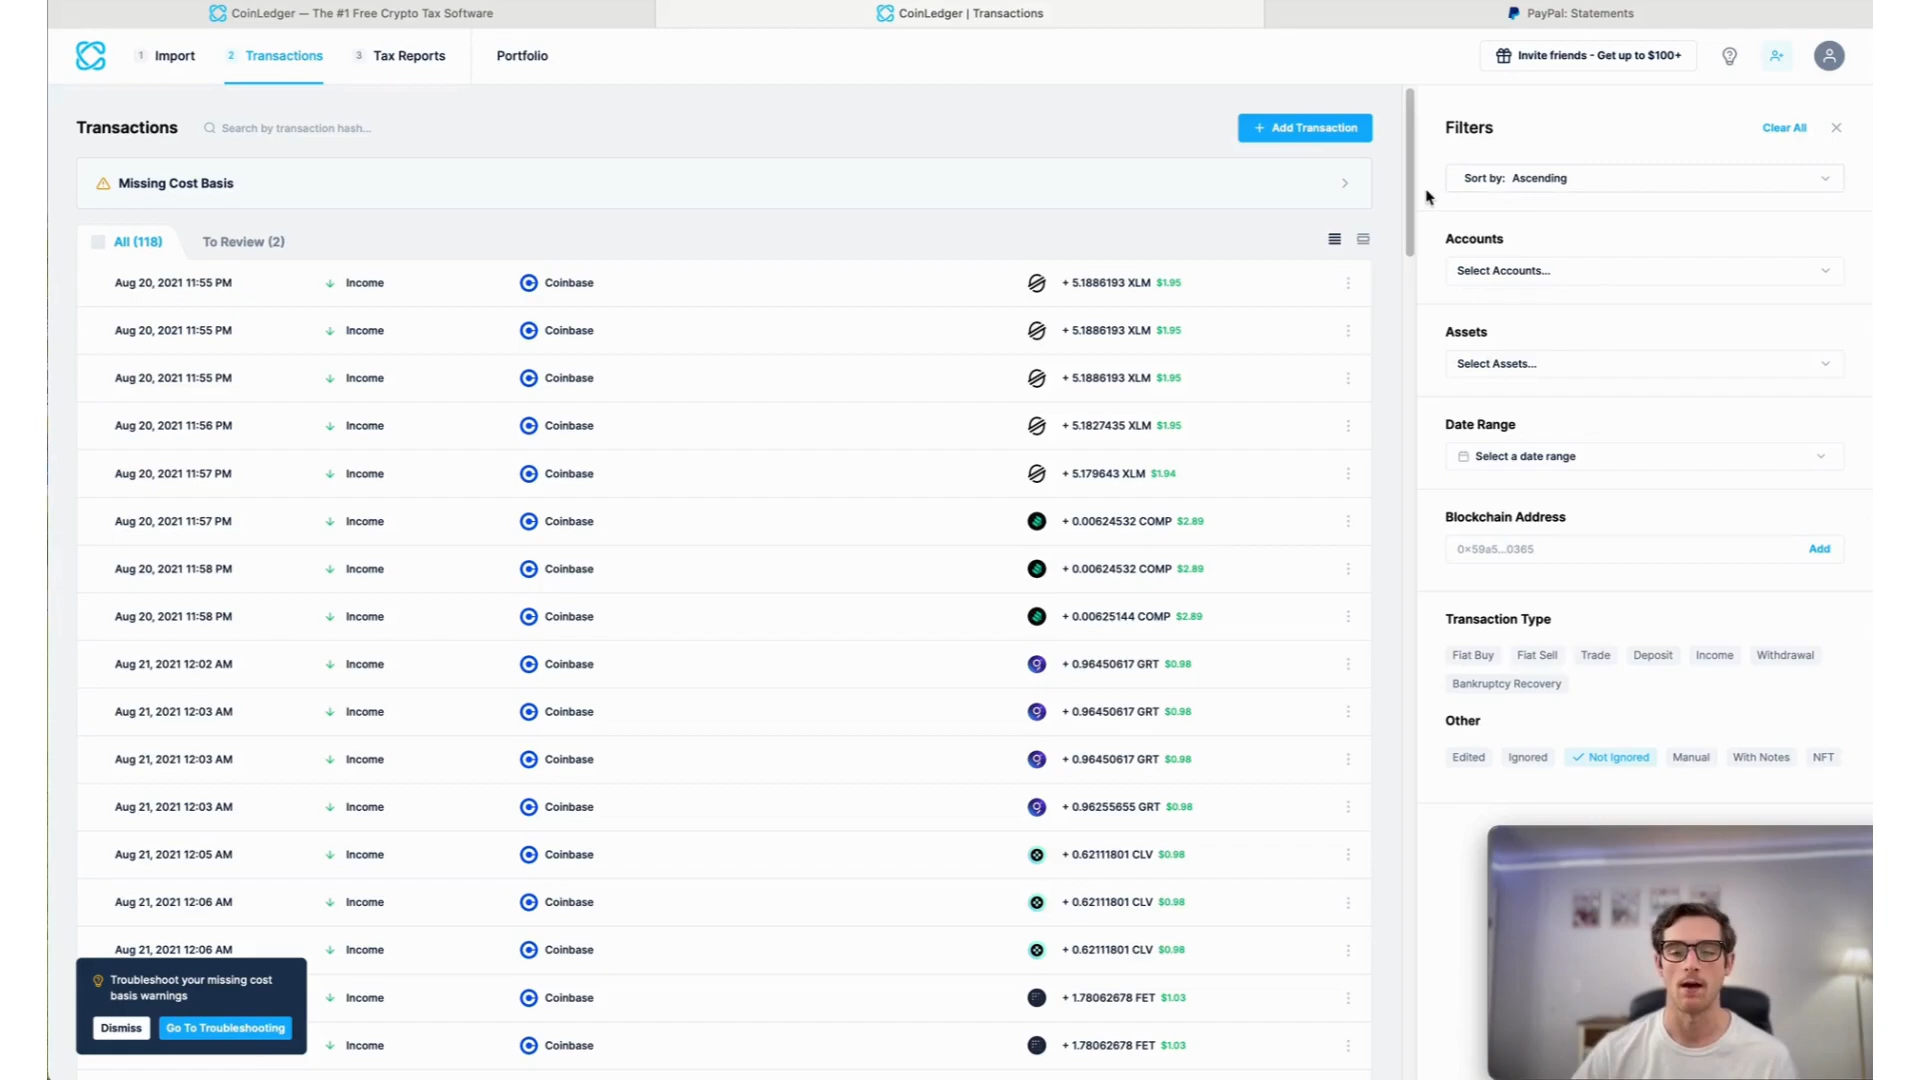 CoinLedger — The #1 Free Crypto Tax Software
CoinLedger | Transactions
PayPal: Statements
1 Import
2 Transactions
3 Tax Reports
Portfolio
Invite friends - Get up to $100+
Transactions
Search by transaction hash...
+ Add Transaction
Missing Cost Basis
All (118)
To Review (2)
Aug 20, 2021 11:55 PM Income Coinbase + 5.1886193 XLM $1.95
Aug 20, 2021 11:55 PM Income Coinbase + 5.1886193 XLM $1.95
Aug 20, 2021 11:55 PM Income Coinbase + 5.1886193 XLM $1.95
Aug 20, 2021 11:56 PM Income Coinbase + 5.1827435 XLM $1.95
Aug 20, 2021 11:57 PM Income Coinbase + 5.179643 XLM $1.94
Aug 20, 2021 11:57 PM Income Coinbase + 0.00624532 COMP $2.89
Aug 20, 2021 11:58 PM Income Coinbase + 0.00624532 COMP $2.89
Aug 20, 2021 11:58 PM Income Coinbase + 0.00625144 COMP $2.89
Aug 21, 2021 12:02 AM Income Coinbase + 0.96450617 GRT $0.98
Aug 21, 2021 12:03 AM Income Coinbase + 0.96450617 GRT $0.98
Aug 21, 2021 12:03 AM Income Coinbase + 0.96450617 GRT $0.98
Aug 21, 2021 12:03 AM Income Coinbase + 0.96255655 GRT $0.98
Aug 21, 2021 12:05 AM Income Coinbase + 0.62111801 CLV $0.98
Aug 21, 2021 12:06 AM Income Coinbase + 0.62111801 CLV $0.98
Aug 21, 2021 12:06 AM Income Coinbase + 0.62111801 CLV $0.98
Income Coinbase + 1.78062678 FET $1.03
Income Coinbase + 1.78062678 FET $1.03
Troubleshoot your missing cost
basis warnings
Dismiss
Go To Troubleshooting
Filters
Clear All
Sort by: Ascending
Accounts
Select Accounts...
Assets
Select Assets...
Date Range
Select a date range
Blockchain Address
0x59a5...0365
Add
Transaction Type
Fiat Buy Fiat Sell Trade Deposit Income Withdrawal
Bankruptcy Recovery
Other
Edited Ignored Not Ignored Manual With Notes NFT